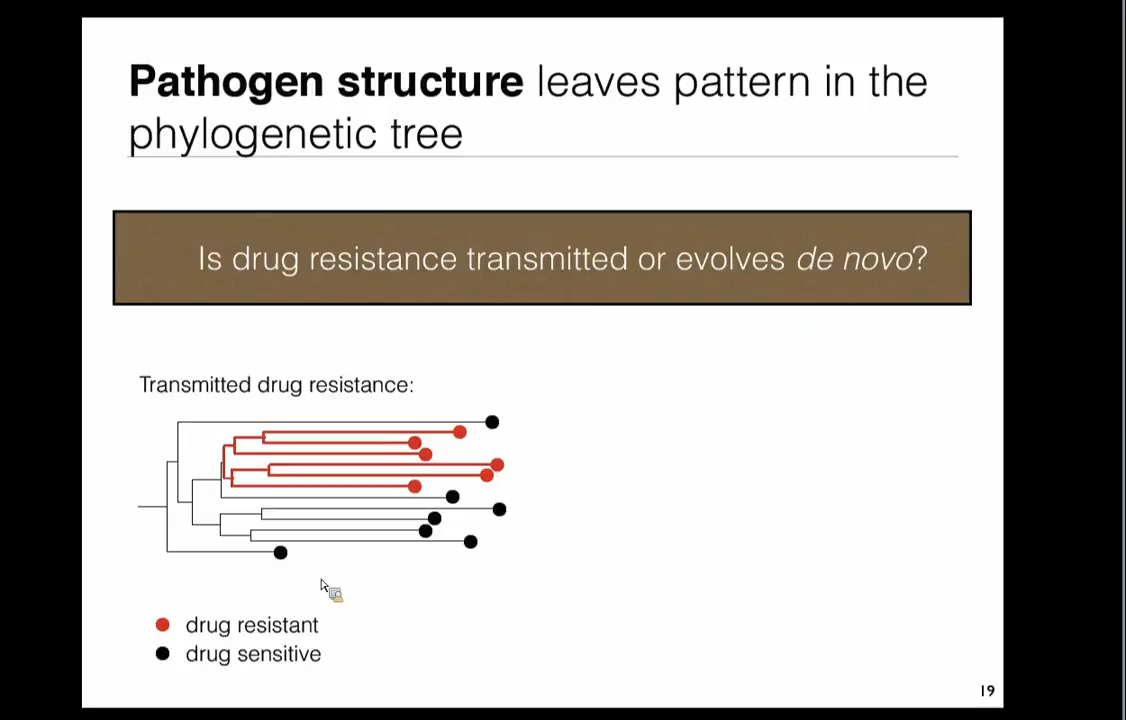 Pathogen structure leaves pattern in the
phylogenetic tree
Is drug resistance transmitted or evolves de novo?
Transmitted drug resistance:
drug resistant
drug sensitive
19